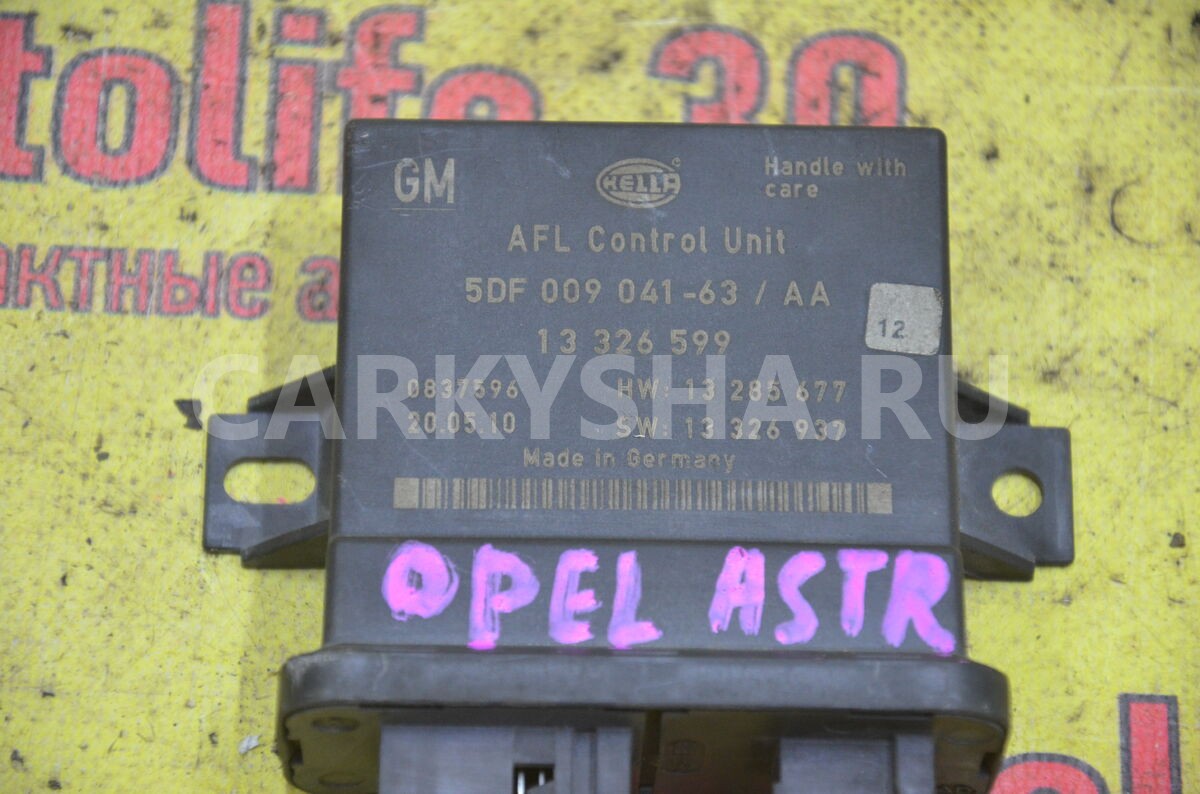 tolife 30
актные а
GM
HELLA
Handle with
care
AFL Control Unit
5DF 009 041-63 / AA
12
13 326 599
0837596 HW: 13 285 677
20.05.10 SW: 13 326 937
Made in Germany
CARKYSHA.RU
OPEL ASTR